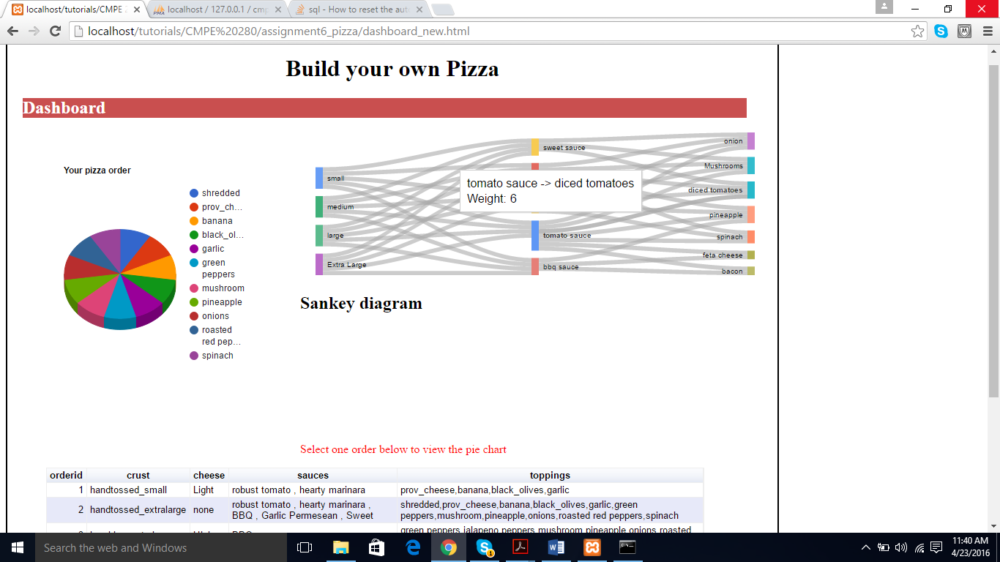 localhost/tutorials/CMPE 2
localhost / 127.0.0.1 / cmp
sql - How to reset the aut
localhost/tutorials/CMPE%20280/assignment6_pizza/dashboard_new.html
Build your own Pizza
Dashboard
Your pizza order
shredded
prov_ch...
banana
black_ol...
garlic
green
peppers
mushroom
pineapple
onions
roasted
red pep...
spinach
small
medium
large
Extra Large
sweet sauce
tomato sauce -> diced tomatoes
Weight: 6
tomato sauce
bbq sauce
onion
Mushrooms
diced tomatoes
pineapple
spinach
feta cheese
bacon
Sankey diagram
Select one order below to view the pie chart
orderid crust cheese sauces toppings
1 handtossed_small Light robust tomato , hearty marinara prov_cheese,banana,black_olives,garlic
2 handtossed_extralarge none robust tomato , hearty marinara , BBQ , Garlic Permesean , Sweet shredded,prov_cheese,banana,black_olives,garlic,green peppers,mushroom,pineapple,onions,roasted red peppers,spinach
green peppers,jalapeno peppers,mushroom,pineapple,onions,roasted
Search the web and Windows
11:40 AM
4/23/2016